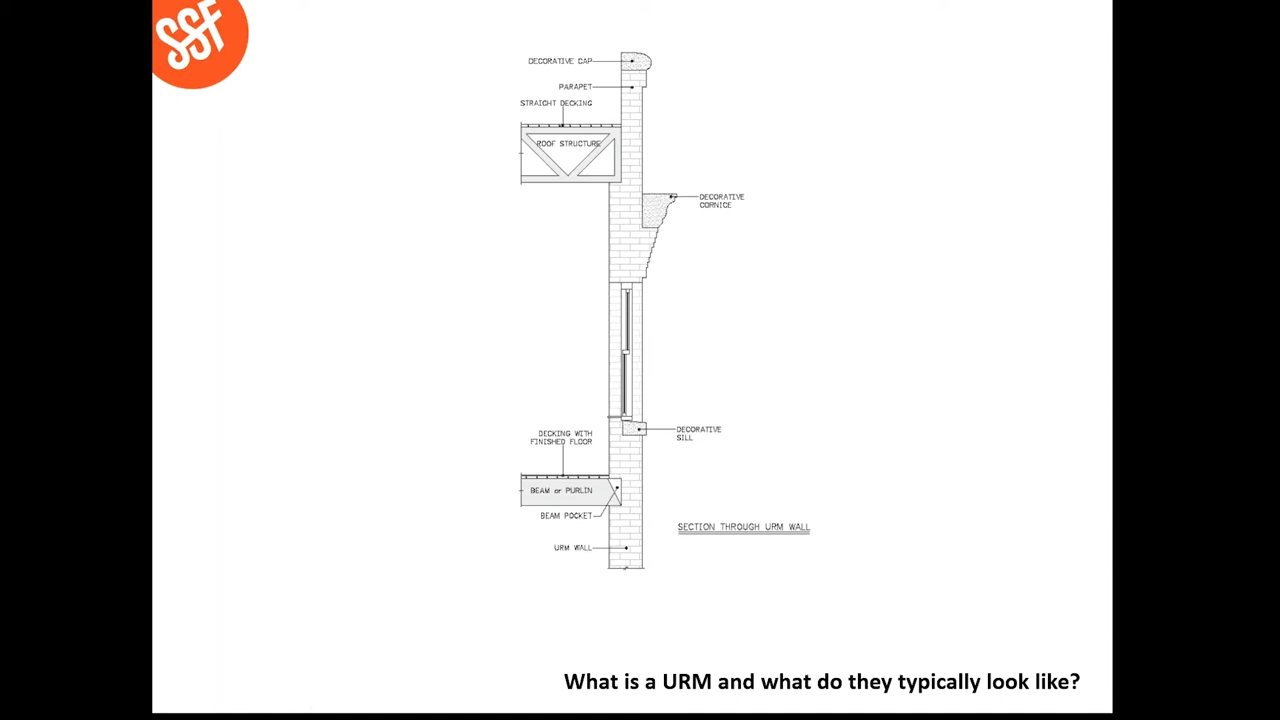 SSF
DECORATIVE CAP
PARAPET
STRAIGHT DECKING
ROOF STRUCTURE
DECORATIVE
CORNICE
DECKING WITH
FINISHED FLOOR
DECORATIVE
SILL
BEAM or PURLIN
BEAM POCKET
SECTION THROUGH URM WALL
URM WALL
What is a URM and what do they typically look like?